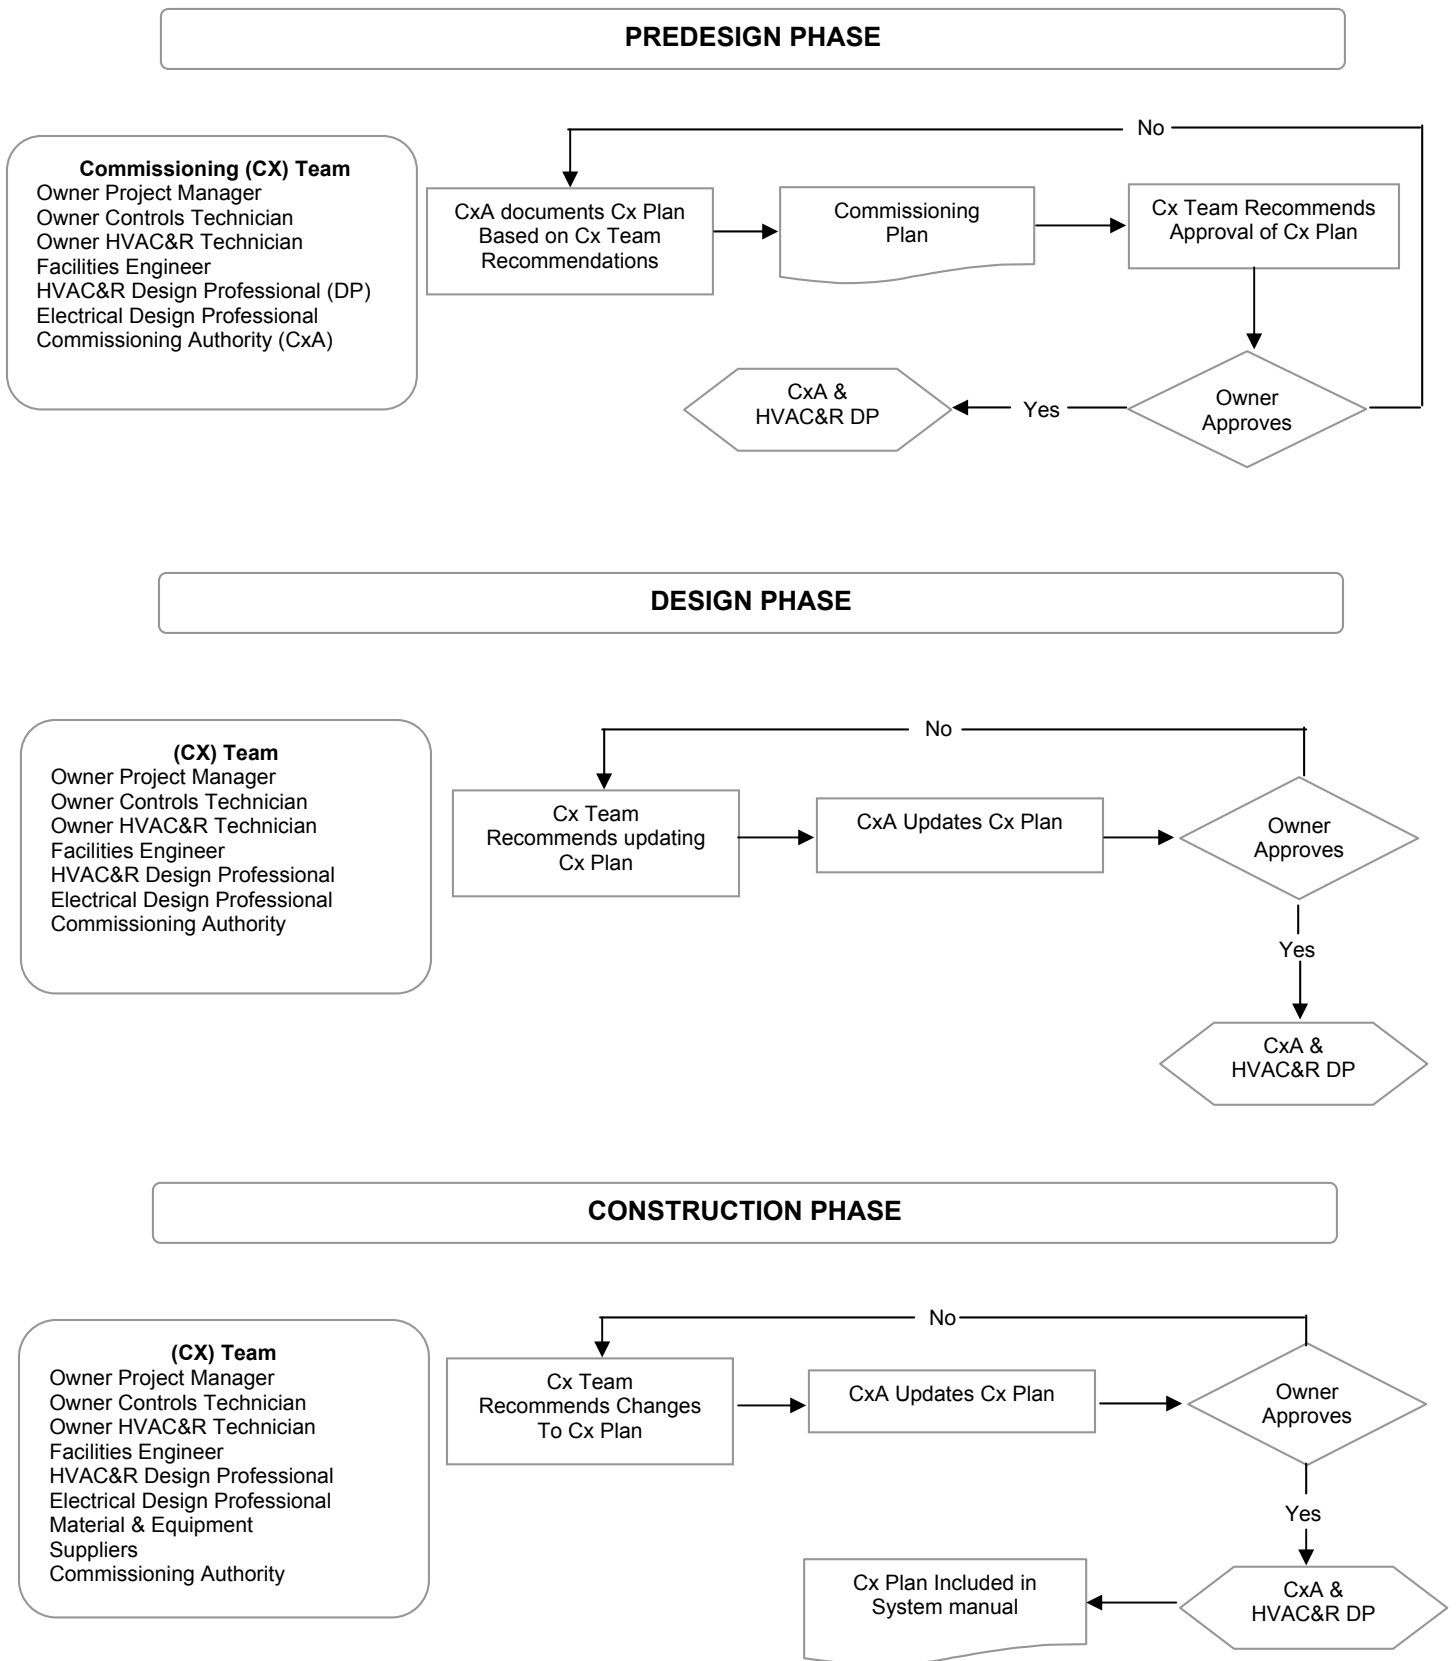 PREDESIGN PHASE
No
Commissioning (CX) Team
Owner Project Manager
Owner Controls Technician
Owner HVAC&R Technician
Facilities Engineer
HVAC&R Design Professional (DP)
Electrical Design Professional
Commissioning Authority (CxA)
CxA documents Cx Plan
Based on Cx Team
Recommendations
Commissioning
Plan
Cx Team Recommends
Approval of Cx Plan
Owner
Approves
Yes
CxA &
HVAC&R DP
DESIGN PHASE
No
(CX) Team
Owner Project Manager
Owner Controls Technician
Owner HVAC&R Technician
Facilities Engineer
HVAC&R Design Professional
Electrical Design Professional
Commissioning Authority
Cx Team
Recommends updating
Cx Plan
CxA Updates Cx Plan
Owner
Approves
Yes
CxA &
HVAC&R DP
CONSTRUCTION PHASE
No
(CX) Team
Owner Project Manager
Owner Controls Technician
Owner HVAC&R Technician
Facilities Engineer
HVAC&R Design Professional
Electrical Design Professional
Material & Equipment
Suppliers
Commissioning Authority
Cx Team
Recommends Changes
To Cx Plan
CxA Updates Cx Plan
Owner
Approves
Yes
CxA &
HVAC&R DP
Cx Plan Included in
System manual